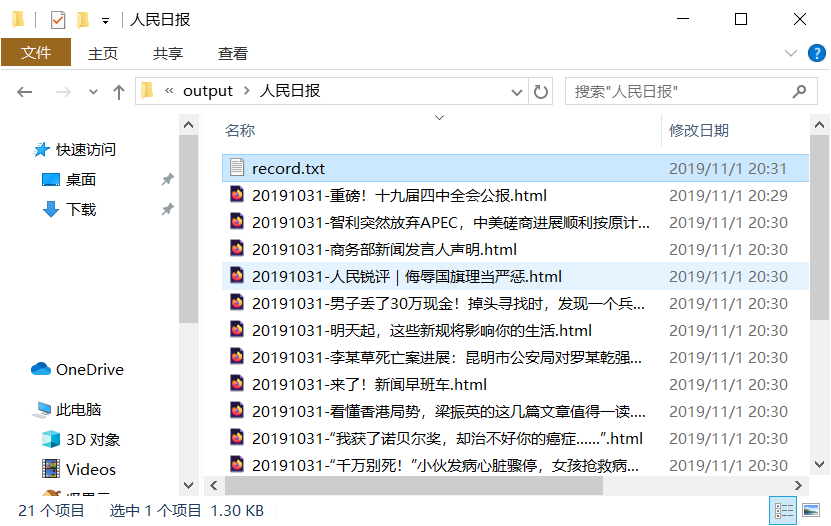 人民日报
文件 主页 共享 查看
« output › 人民日报 搜索"人民日报"
名称 修改日期
快速访问
桌面
下载
OneDrive
此电脑
3D 对象
Videos
record.txt 2019/11/1 20:31
20191031-重磅！十九届四中全会公报.html 2019/11/1 20:29
20191031-智利突然放弃APEC，中美磋商进展顺利按原计... 2019/11/1 20:30
20191031-商务部新闻发言人声明.html 2019/11/1 20:30
20191031-人民锐评 | 侮辱国旗理当严惩.html 2019/11/1 20:30
20191031-男子丢了30万现金！掉头寻找时，发现一个兵... 2019/11/1 20:30
20191031-明天起，这些新规将影响你的生活.html 2019/11/1 20:30
20191031-李某草死亡案进展：昆明市公安局对罗某乾强... 2019/11/1 20:30
20191031-来了！新闻早班车.html 2019/11/1 20:30
20191031-看懂香港局势，梁振英的这几篇文章值得一读.... 2019/11/1 20:30
20191031-“我获了诺贝尔奖，却治不好你的癌症……”.html 2019/11/1 20:30
20191031-“千万别死！”小伙发病心脏骤停，女孩抢救病... 2019/11/1 20:30
21 个项目 选中 1 个项目 1.30 KB